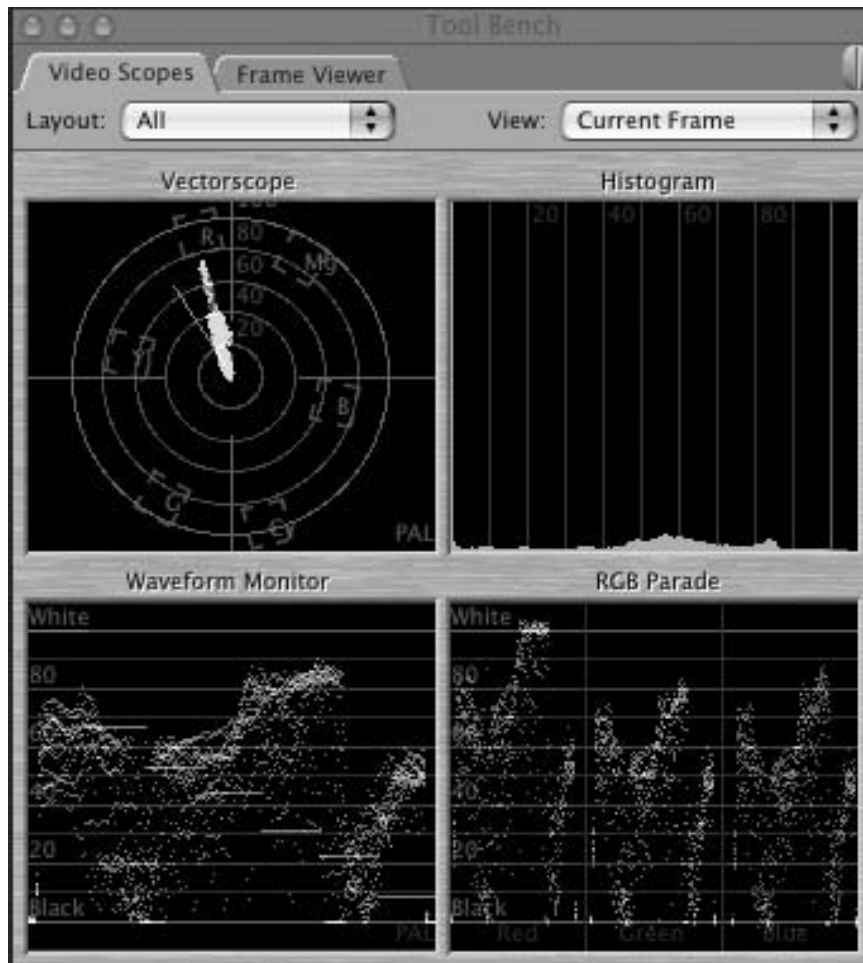 Tool Bench
Video Scopes Frame Viewer
Layout: All View: Current Frame
Vectorscope Histogram
100
80
60
40
20
R
Mg
B
G
Cy
PAL
20 40 60 80
Waveform Monitor RGB Parade
White
80
60
40
20
Black
PAL
White
80
60
40
20
Black
Red Green Blue